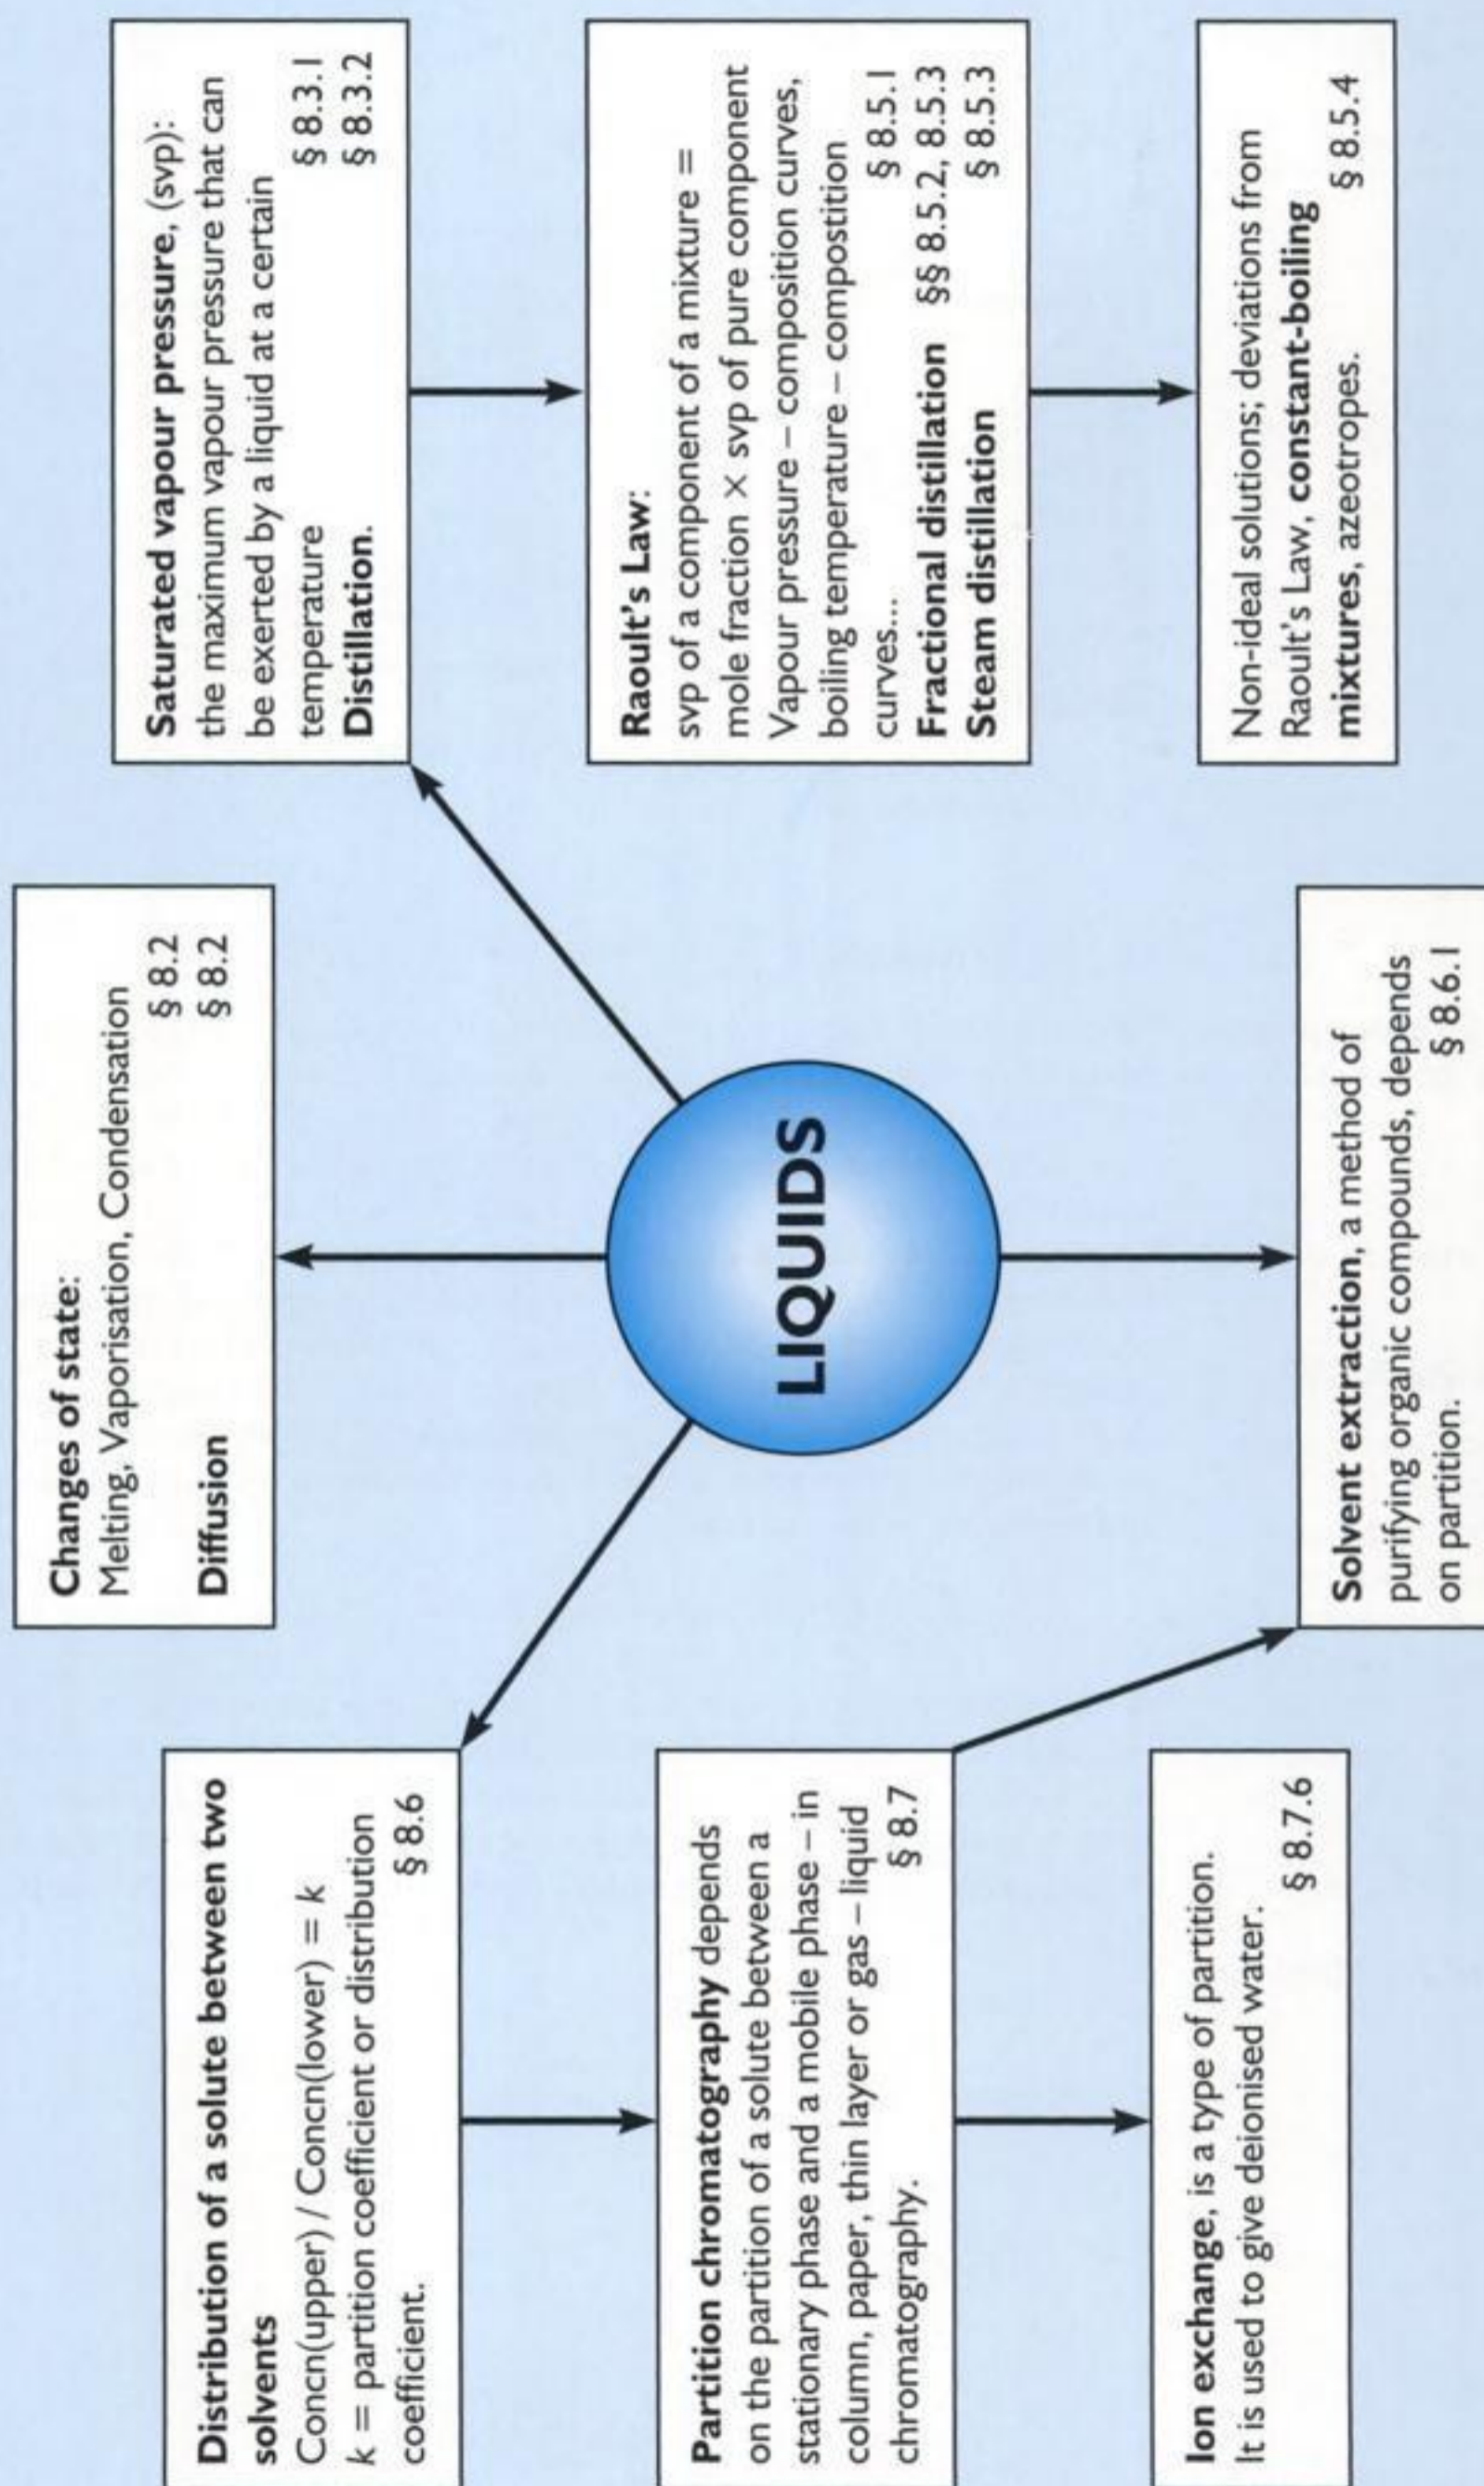 Changes of state:
Melting, Vaporisation, Condensation
§ 8.2
Diffusion § 8.2
Distribution of a solute between two
solvents
Concn(upper) / Concn(lower) = k
k = partition coefficient or distribution
coefficient. § 8.6
Partition chromatography depends
on the partition of a solute between a
stationary phase and a mobile phase – in
column, paper, thin layer or gas – liquid
chromatography. § 8.7
Ion exchange, is a type of partition.
It is used to give deionised water.
§ 8.7.6
LIQUIDS
Solvent extraction, a method of
purifying organic compounds, depends
on partition. § 8.6.1
Saturated vapour pressure, (svp):
the maximum vapour pressure that can
be exerted by a liquid at a certain
temperature § 8.3.1
Distillation. § 8.3.2
Raoult's Law:
svp of a component of a mixture =
mole fraction × svp of pure component
Vapour pressure – composition curves,
boiling temperature – compostition
curves... § 8.5.1
Fractional distillation §§ 8.5.2, 8.5.3
Steam distillation § 8.5.3
Non-ideal solutions; deviations from
Raoult's Law, constant-boiling
mixtures, azeotropes. § 8.5.4